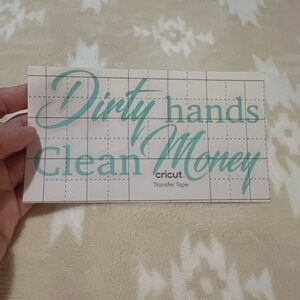 Dirty hands
Clean Money
cricut
Transfer Tape